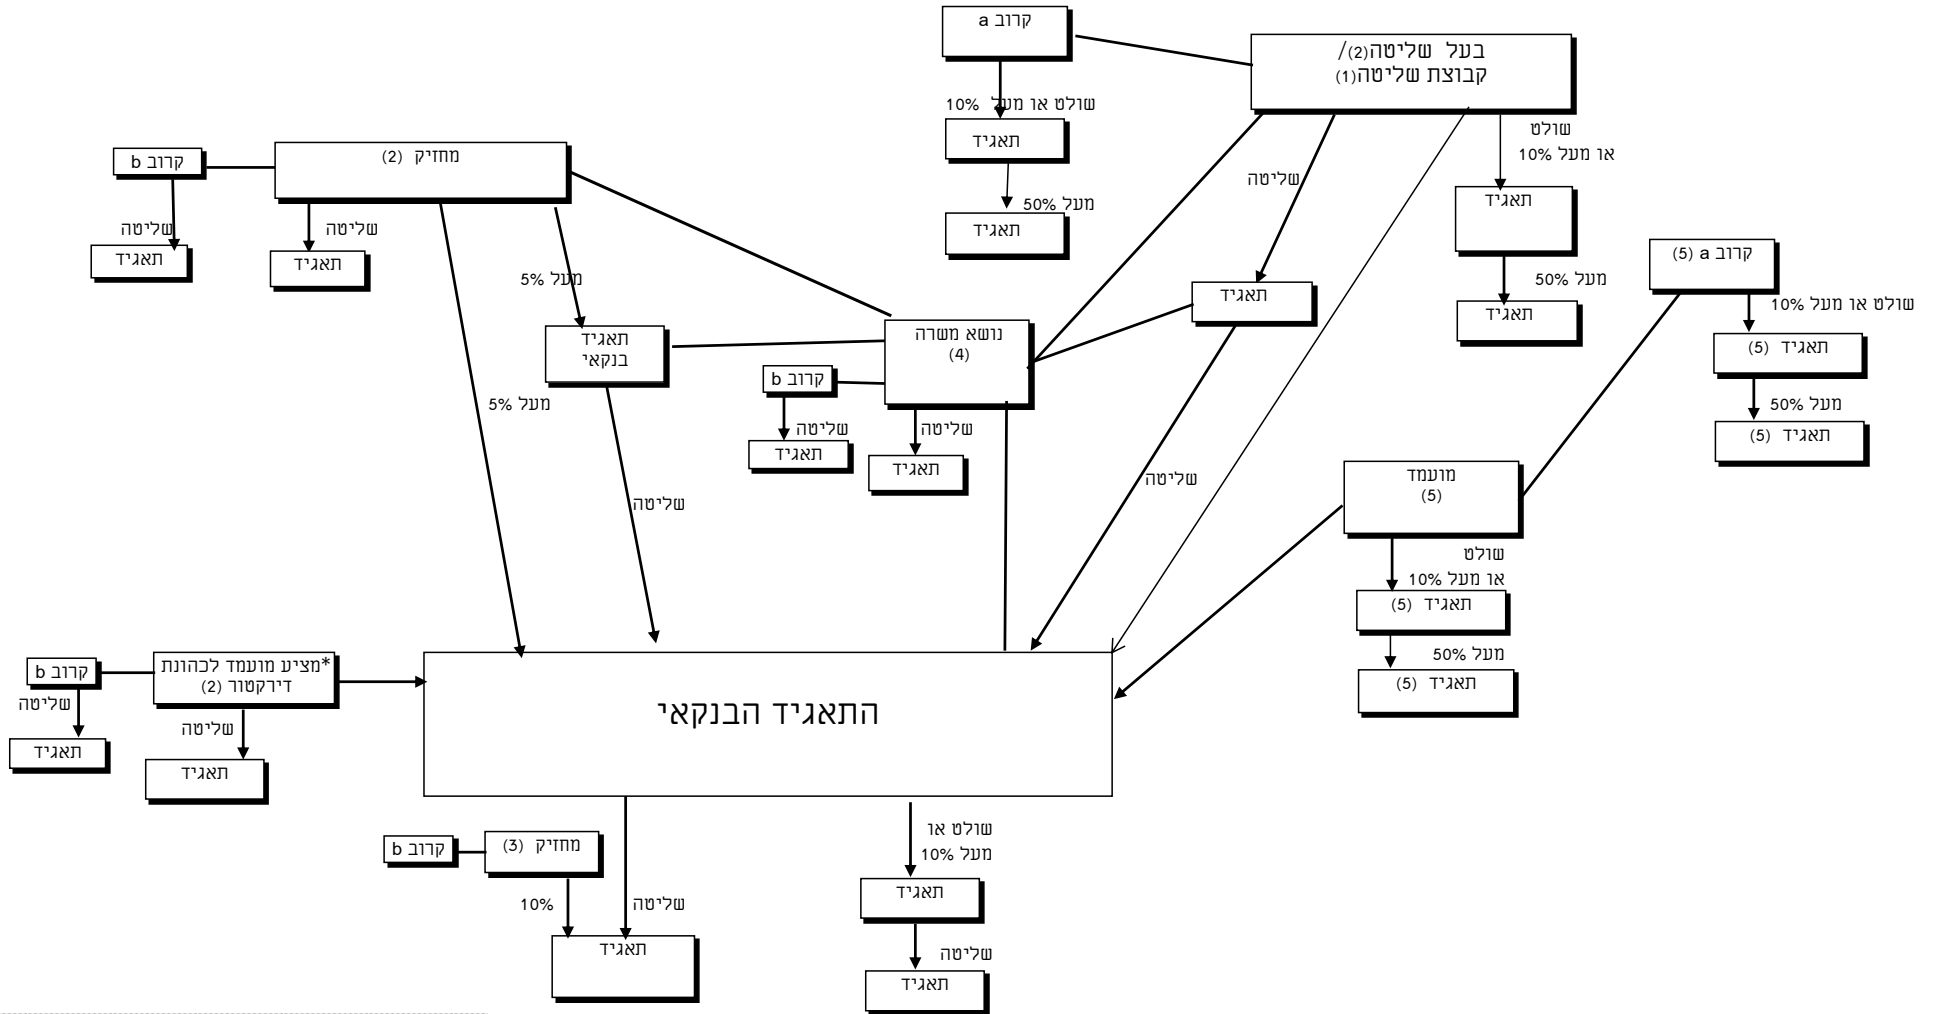 קרוב a
בעל שליטה(2)/
קבוצת שליטה(1)
שולט או מעל 10%
תאגיד
מעל 50%
תאגיד
שולט
או מעל 10%
תאגיד
מעל 50%
תאגיד
שליטה
תאגיד
שליטה
מחזיק (2)
קרוב b
שליטה
תאגיד
שליטה
תאגיד
מעל 5%
תאגיד
בנקאי
מעל 5%
שליטה
נושא משרה
(4)
קרוב b
שליטה
תאגיד
שליטה
תאגיד
קרוב a (5)
שולט או מעל 10%
תאגיד (5)
מעל 50%
תאגיד (5)
מועמד
(5)
שולט
או מעל 10%
תאגיד (5)
מעל 50%
תאגיד (5)
*מציע מועמד לכהונת
דירקטור (2)
קרוב b
שליטה
תאגיד
שליטה
תאגיד
התאגיד הבנקאי
מחזיק (3)
קרוב b
10%
שליטה
תאגיד
שולט או
מעל 10%
תאגיד
שליטה
תאגיד